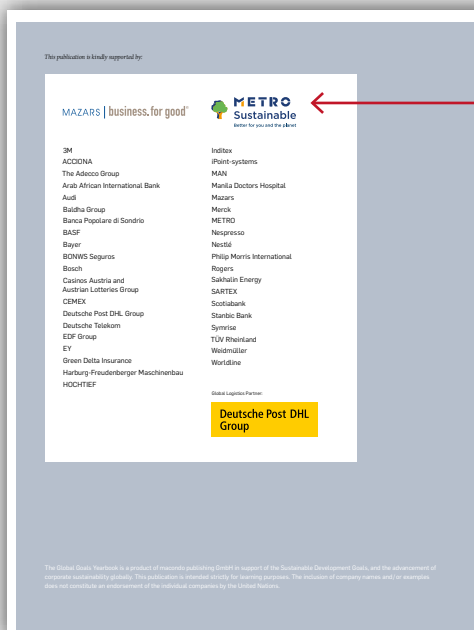 This publication is kindly supported by:
MAZARS | business. for good™
METRO
Sustainable
Better for you and the planet
3M
ACCIONA
The Adecco Group
Arab African International Bank
Audi
Baldha Group
Banca Popolare di Sondrio
BASF
Bayer
BONWS Seguros
Bosch
Casinos Austria and
Austrian Lotteries Group
CEMEX
Deutsche Post DHL Group
Deutsche Telekom
EDF Group
EY
Green Delta Insurance
Harburg-Freudenberger Maschinenbau
HOCHTIEF
Inditex
iPoint-systems
MAN
Manila Doctors Hospital
Mazars
Merck
METRO
Nespresso
Nestlé
Philip Morris International
Rogers
Sakhalin Energy
SARTEX
Scotiabank
Stanbic Bank
Symrise
TÜV Rheinland
Weidmüller
Worldline
Global Logistics Partner
Deutsche Post DHL
Group
The Global Goals Yearbook is a product of macondo publishing GmbH in support of the Sustainable Development Goals, and the advancement of
corporate sustainability globally. This publication is intended strictly for learning purposes. The inclusion of company names and/ or examples
does not constitute an endorsement of the individual companies by the United Nations.